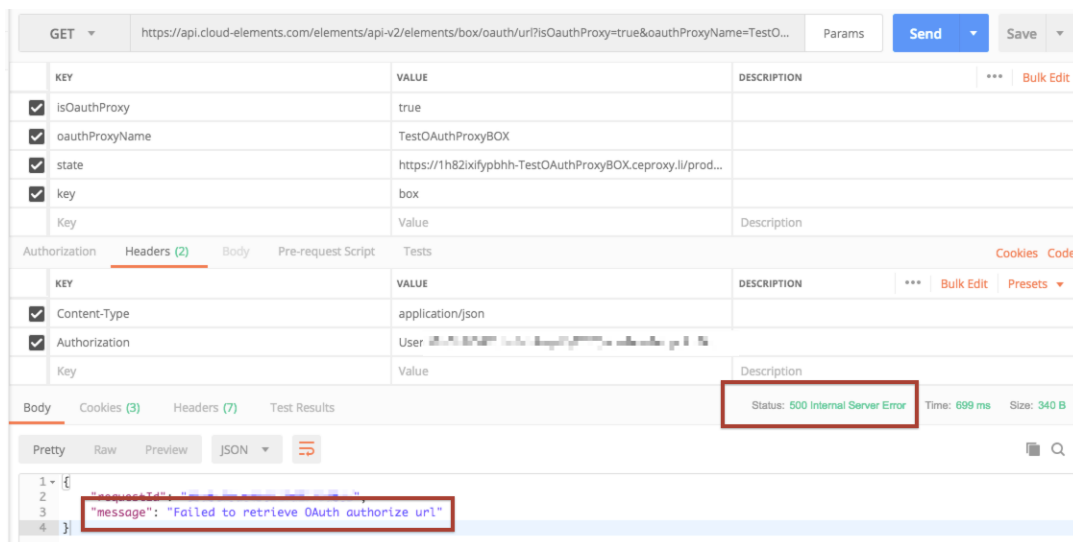 GET https://api.cloud-elements.com/elements/api-v2/elements/box/oauth/url?isOauthProxy=true&oauthProxyName=TestO... Params Send Save
KEY VALUE DESCRIPTION ••• Bulk Edit
isOauthProxy true
oauthProxyName TestOAuthProxyBOX
state https://1h82ixifypbhh-TestOAuthProxyBOX.ceproxy.li/prod...
key box
Key Value Description
Authorization Headers (2) Body Pre-request Script Tests Cookies Code
KEY VALUE DESCRIPTION ••• Bulk Edit Presets
Content-Type application/json
Authorization User
Key Value Description
Body Cookies (3) Headers (7) Test Results Status: 500 Internal Server Error Time: 699 ms Size: 340 B
Pretty Raw Preview JSON
1 {
2 "requestId": "
3 "message": "Failed to retrieve OAuth authorize url"
4 }